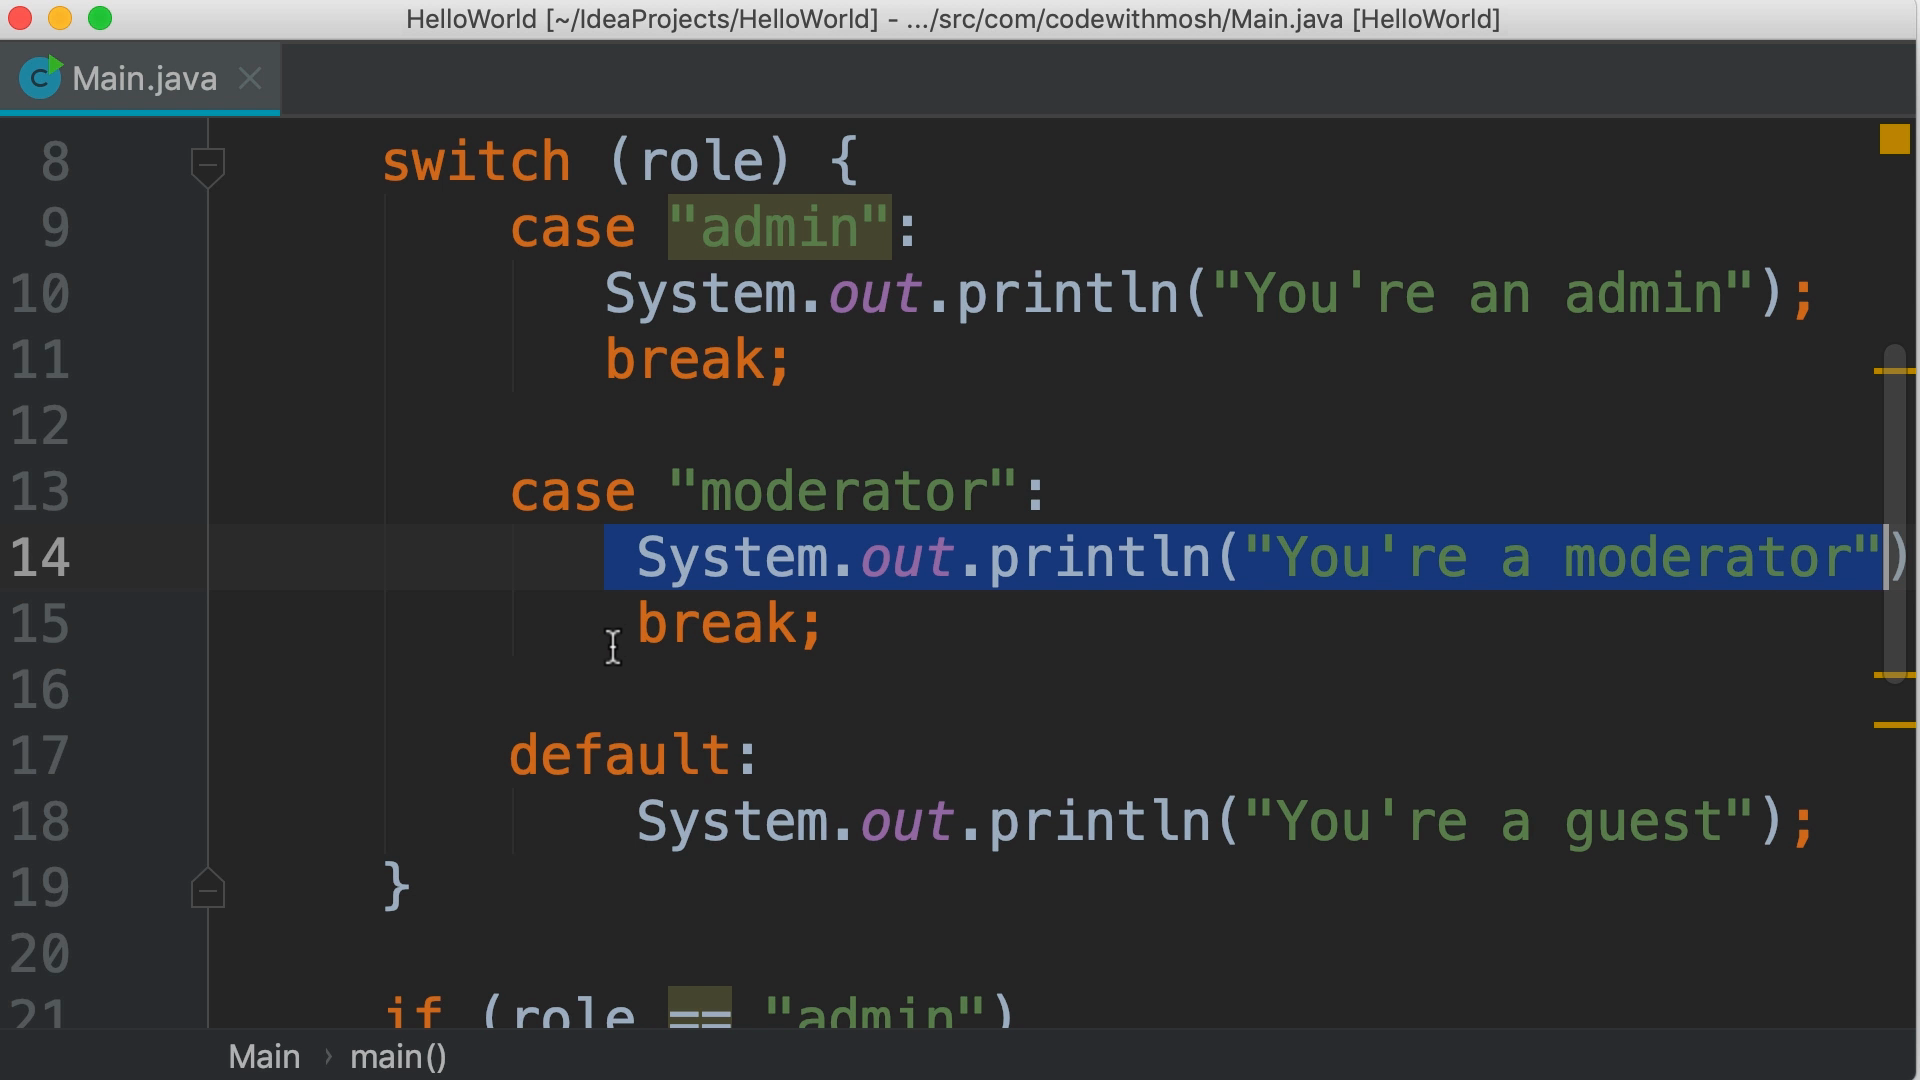 HelloWorld [~/IdeaProjects/HelloWorld] - .../src/com/codewithmosh/Main.java [HelloWorld]
C Main.java
8 switch (role) {
9 case "admin":
10 System.out.println("You're an admin");
11 break;
12
13 case "moderator":
14 System.out.println("You're a moderator")
15 break;
16
17 default:
18 System.out.println("You're a guest");
19 }
20
21 if (role == "admin")
Main › main()